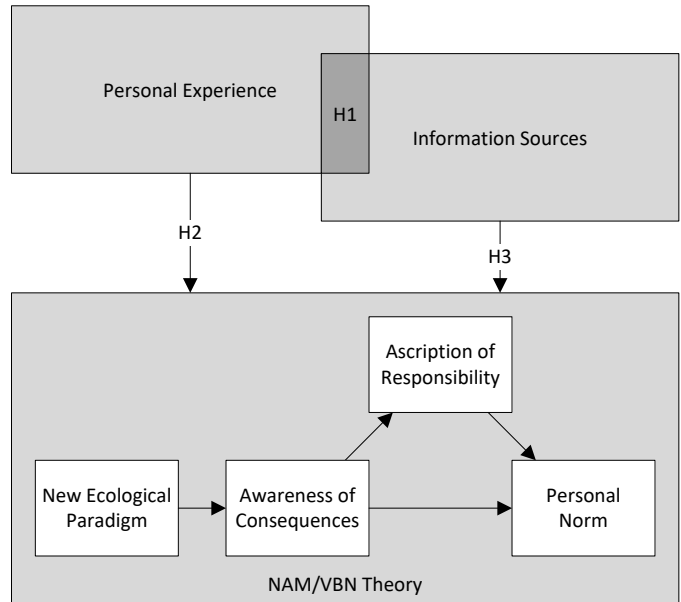 Personal Experience
H1
Information Sources
H2
H3
Ascription of
Responsibility
New Ecological
Paradigm
Awareness of
Consequences
Personal
Norm
NAM/VBN Theory